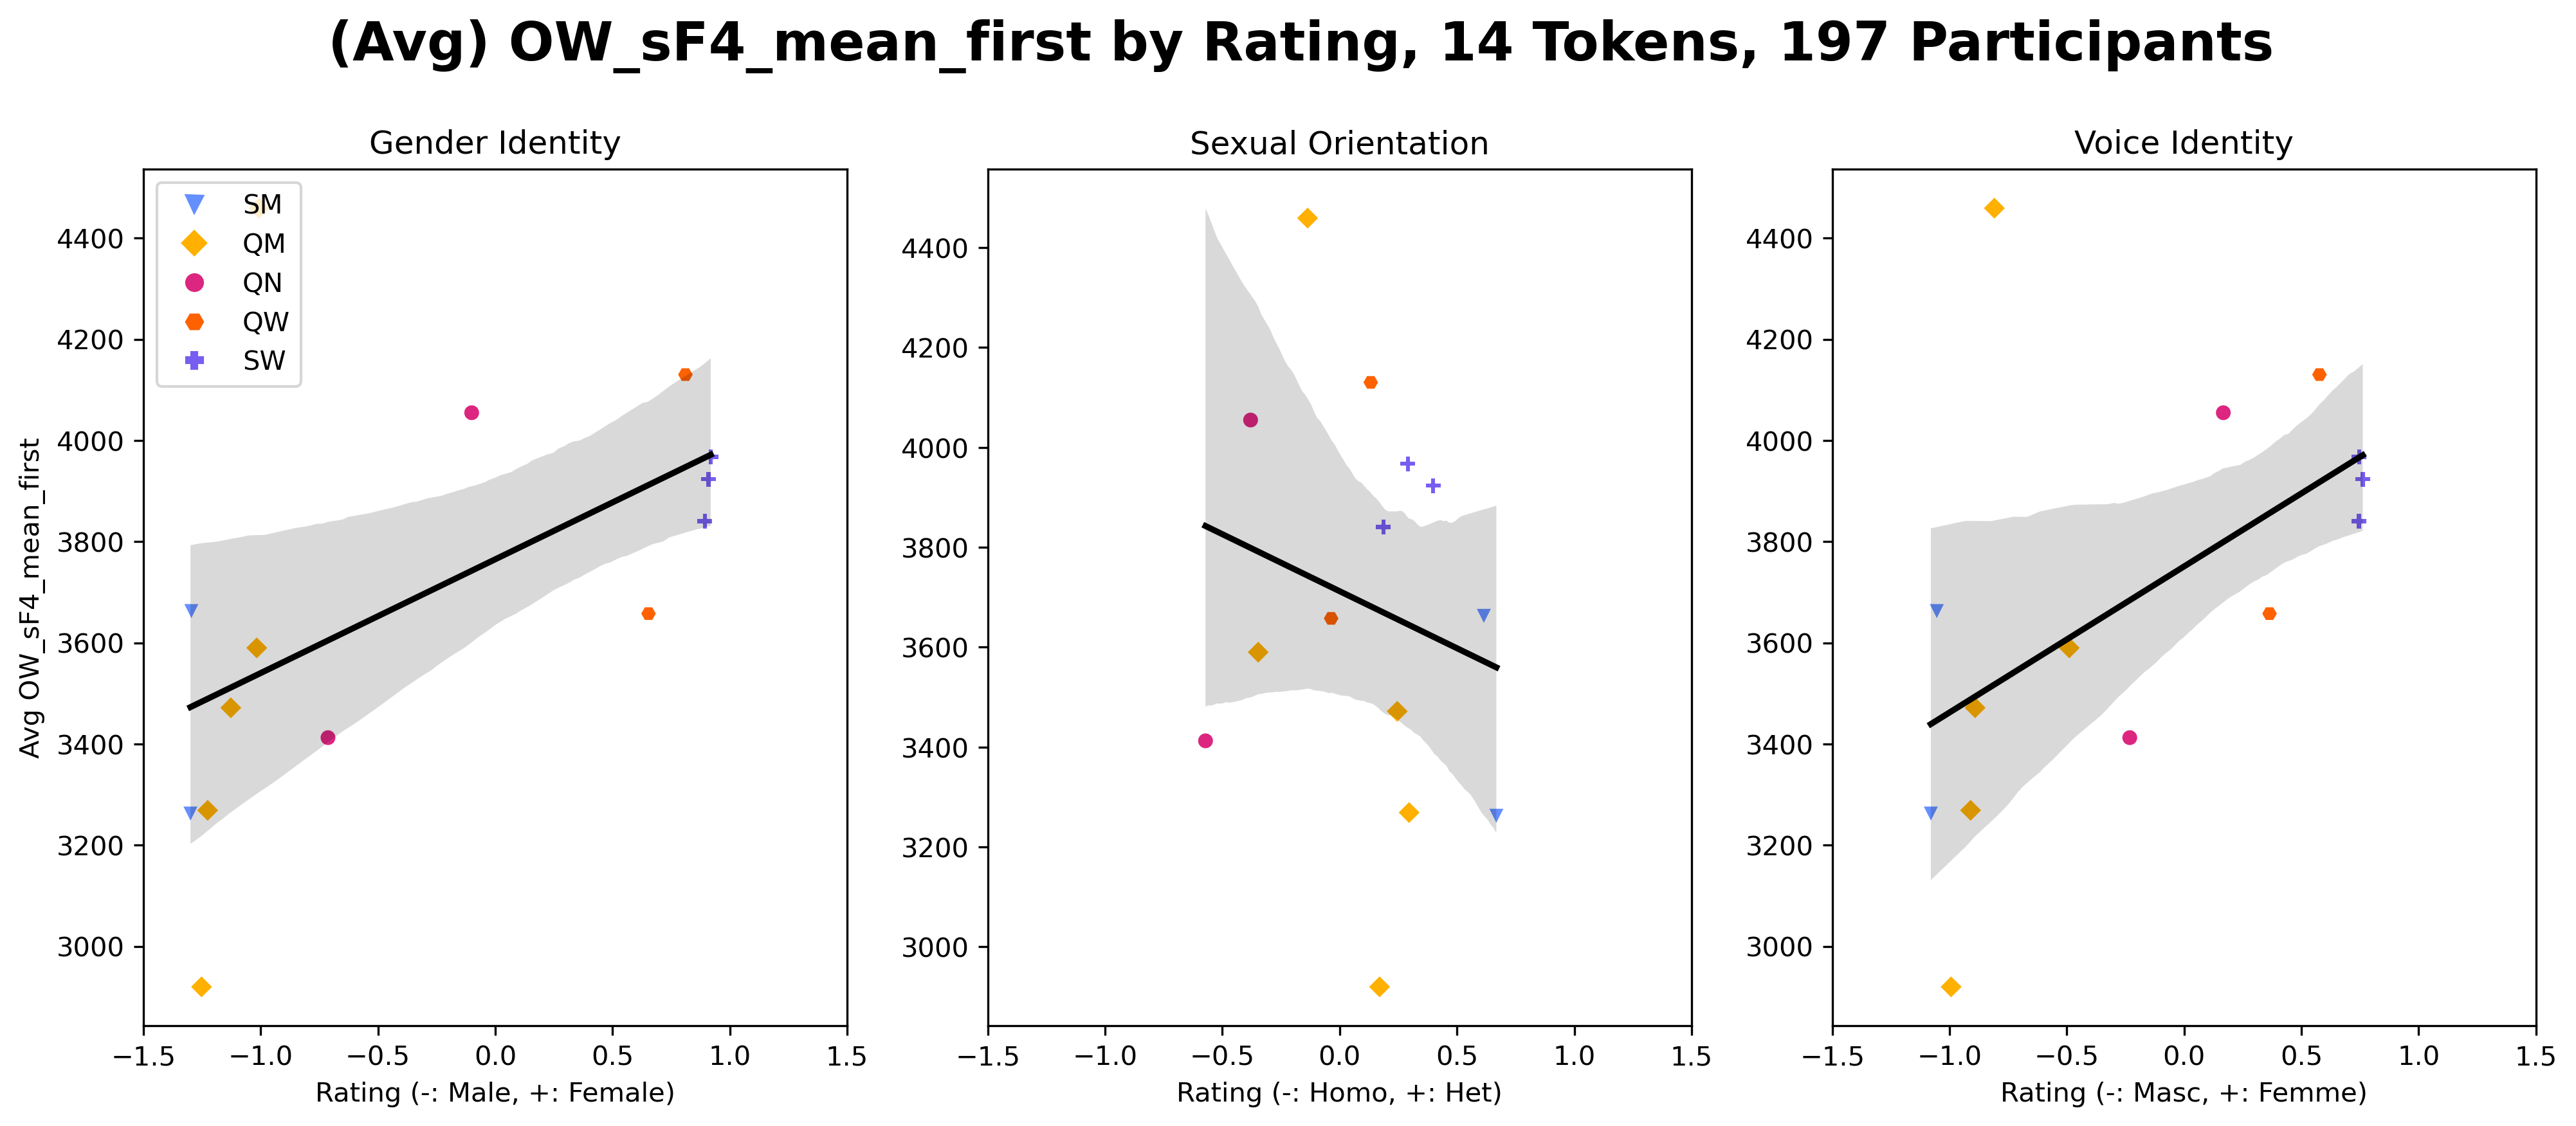 (Avg) OW_sF4_mean_first by Rating, 14 Tokens, 197 Participants
Gender Identity
Sexual Orientation
Voice Identity
SM
QM
QN
QW
SW
Avg OW_sF4_mean_first
4400
4200
4000
3800
3600
3400
3200
3000
−1.5 −1.0 −0.5 0.0 0.5 1.0 1.5
Rating (-: Male, +: Female)
4400
4200
4000
3800
3600
3400
3200
3000
−1.5 −1.0 −0.5 0.0 0.5 1.0 1.5
Rating (-: Homo, +: Het)
4400
4200
4000
3800
3600
3400
3200
3000
−1.5 −1.0 −0.5 0.0 0.5 1.0 1.5
Rating (-: Masc, +: Femme)